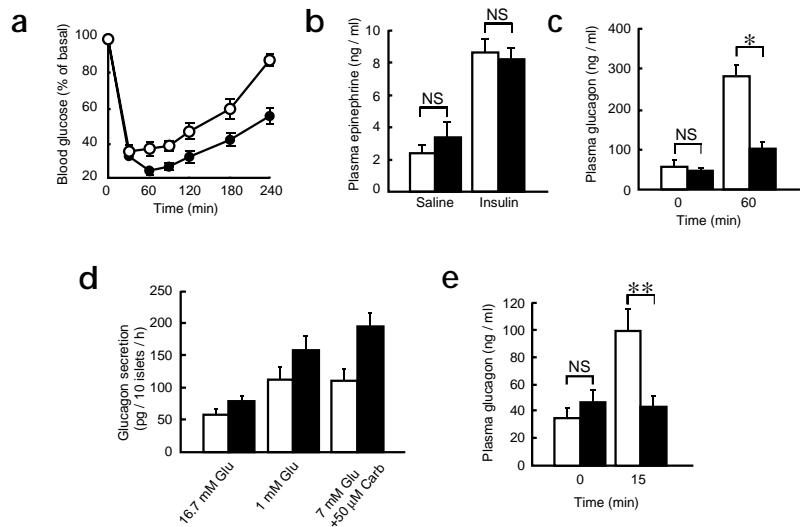 a
Blood glucose (% of basal)
100
80
60
40
20
0 60 120 180 240
Time (min)
b
Plasma epinephrine (ng / ml)
10
8
6
4
2
0
NS
NS
Saline Insulin
c
Plasma glucagon (ng / ml)
400
300
200
100
0
NS
*
0 60
Time (min)
d
Glucagon secretion
(pg / 10 islets / h)
250
200
150
100
50
0
16.7 mM Glu
1 mM Glu
7 mM Glu
+50 μM Carb
e
Plasma glucagon (ng / ml)
120
100
80
60
40
20
0
NS
**
0 15
Time (min)